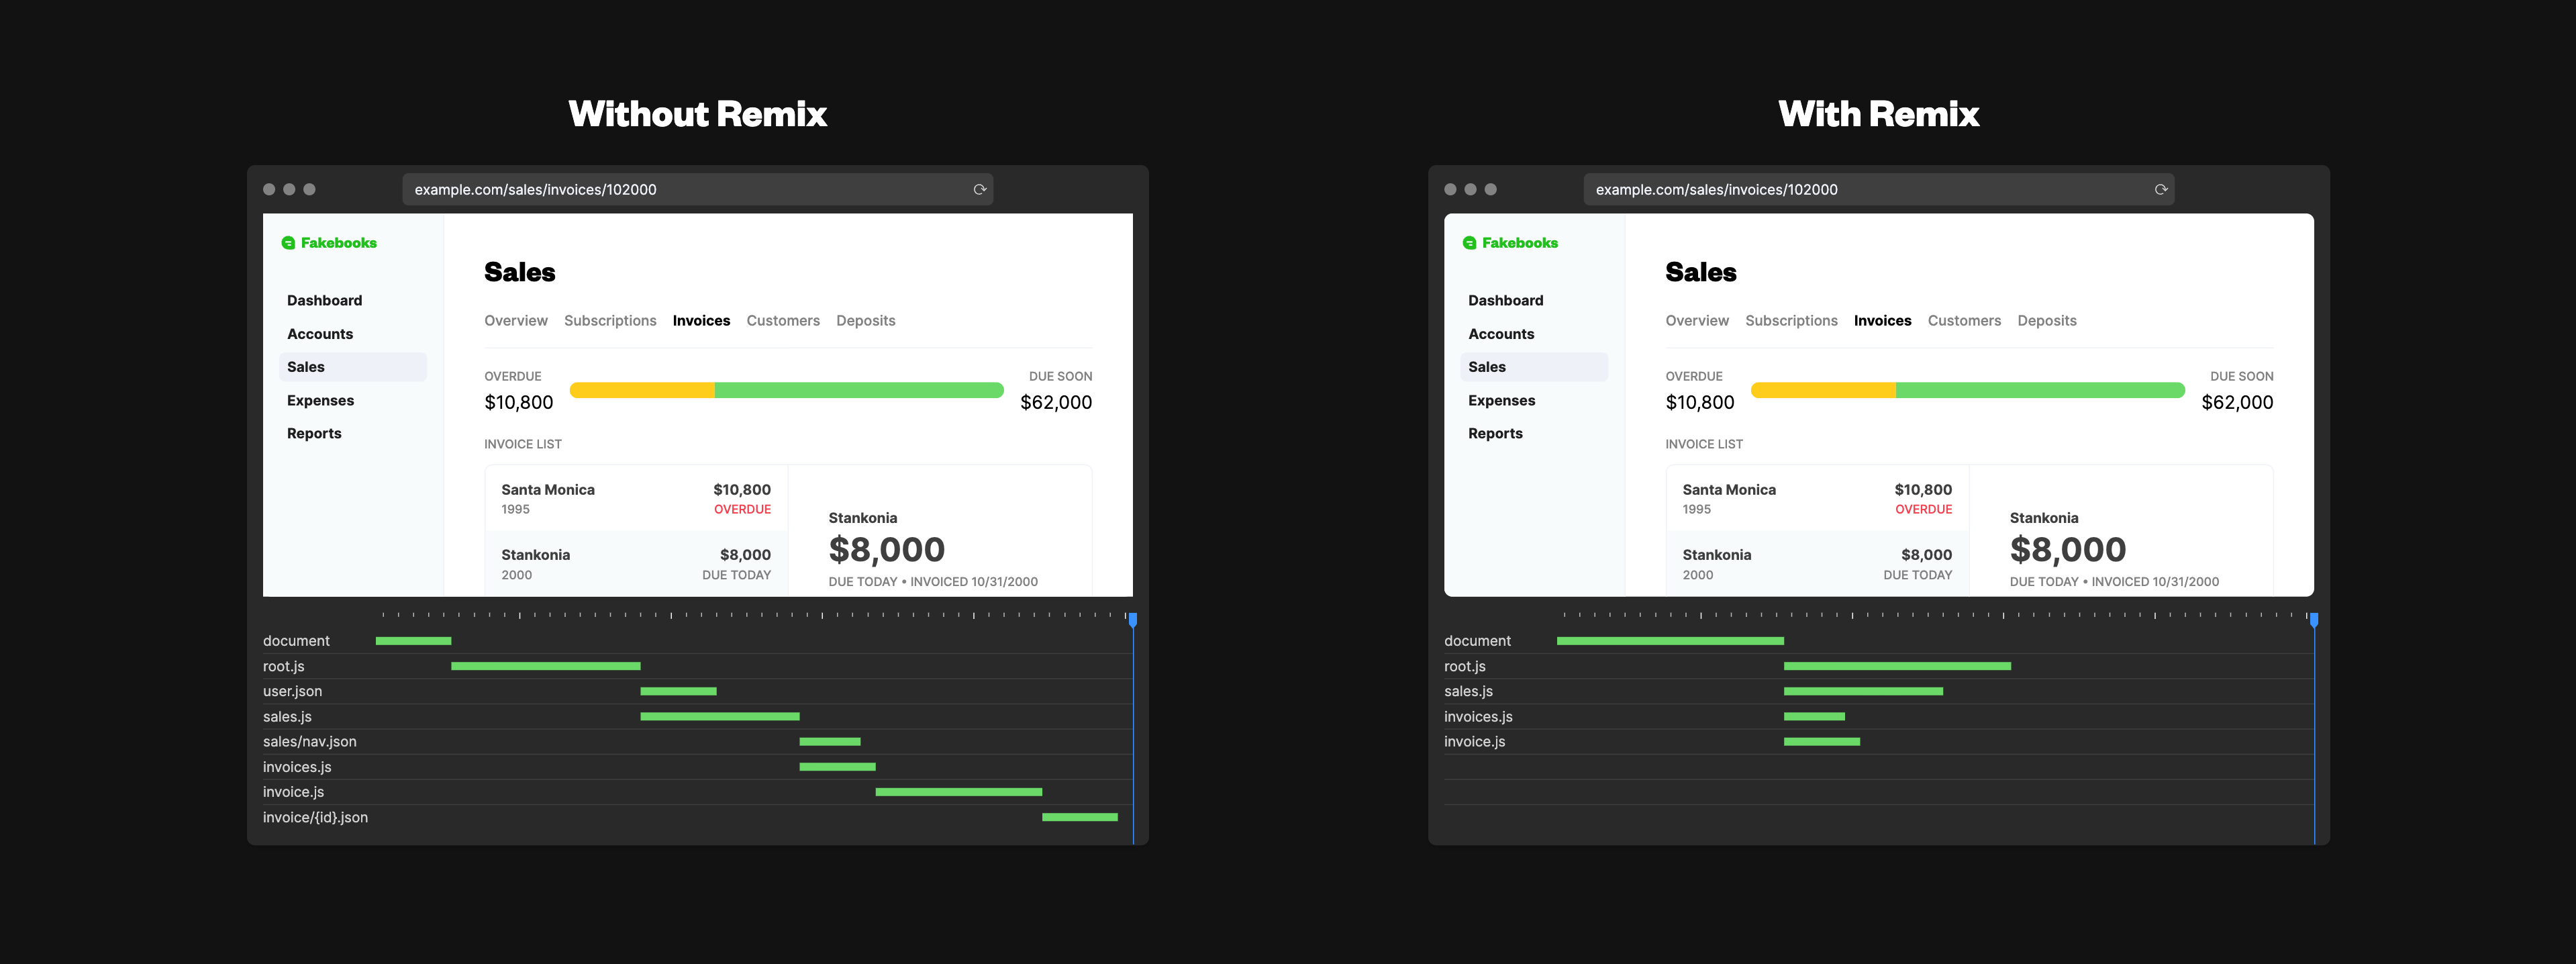 Without Remix
example.com/sales/invoices/102000
Fakebooks
Dashboard
Accounts
Sales
Expenses
Reports
Sales
Overview Subscriptions Invoices Customers Deposits
OVERDUE
$10,800
DUE SOON
$62,000
INVOICE LIST
Santa Monica $10,800
1995 OVERDUE
Stankonia $8,000
2000 DUE TODAY
Stankonia
$8,000
DUE TODAY • INVOICED 10/31/2000
document
root.js
user.json
sales.js
sales/nav.json
invoices.js
invoice.js
invoice/{id}.json
With Remix
example.com/sales/invoices/102000
Fakebooks
Dashboard
Accounts
Sales
Expenses
Reports
Sales
Overview Subscriptions Invoices Customers Deposits
OVERDUE
$10,800
DUE SOON
$62,000
INVOICE LIST
Santa Monica $10,800
1995 OVERDUE
Stankonia $8,000
2000 DUE TODAY
Stankonia
$8,000
DUE TODAY • INVOICED 10/31/2000
document
root.js
sales.js
invoices.js
invoice.js